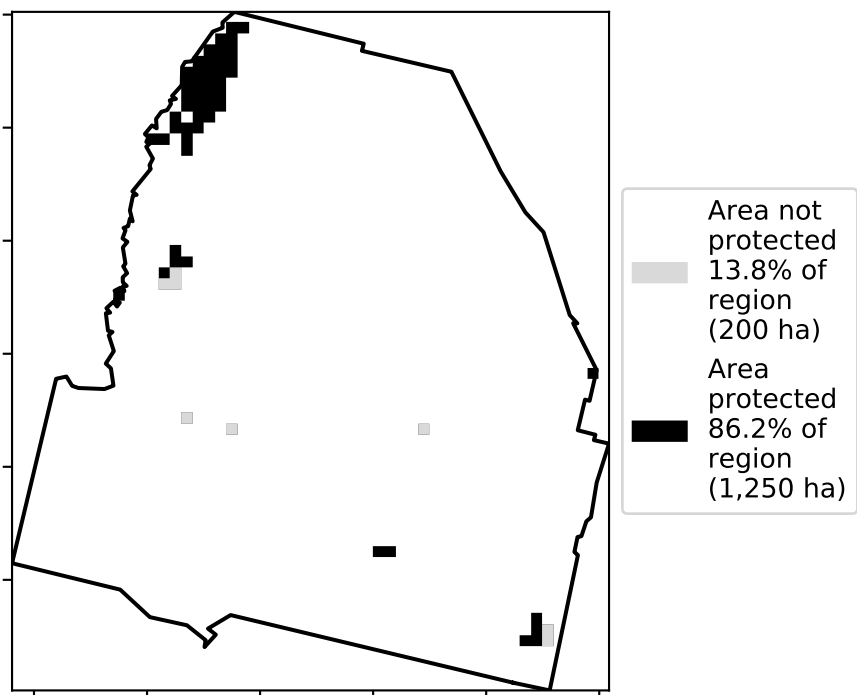 Area not
protected
13.8% of
region
(200 ha)
Area
protected
86.2% of
region
(1,250 ha)